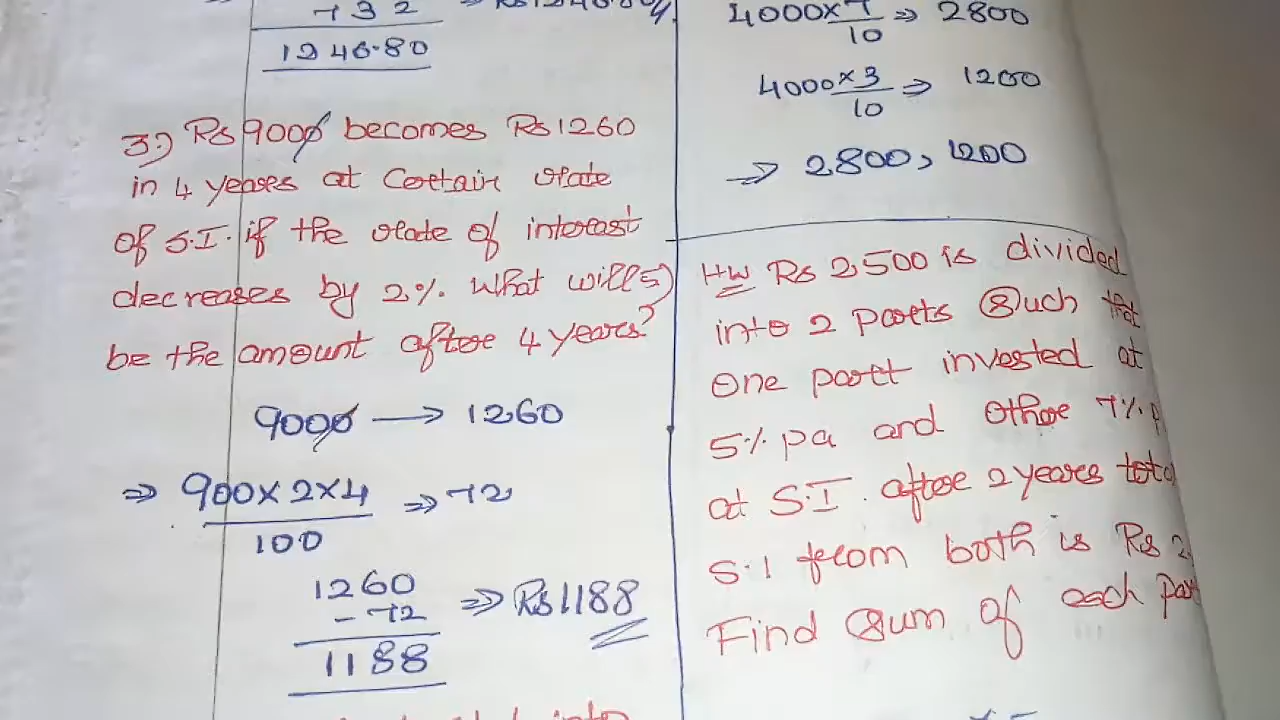 732
1246.80
3.) Rs 900 becomes Rs 1260
in 4 years at Certain rate
of S.I. if the rate of interest
decreases by 2%. What will
be the amount after 4 years?
900 → 1260
⇒ 900×2×4 ⇒ 72
100
1260
-72 ⇒ Rs 1188
1188
4000×7 ⇒ 2800
10
4000×3 ⇒ 1200
10
⇒ 2800, 1200
5)
HW Rs 2500 is divided
into 2 parts Such that
One part invested at
5% pa and Other 7%
at S.I. after 2 years
S.I from both is Rs
Find Sum of each